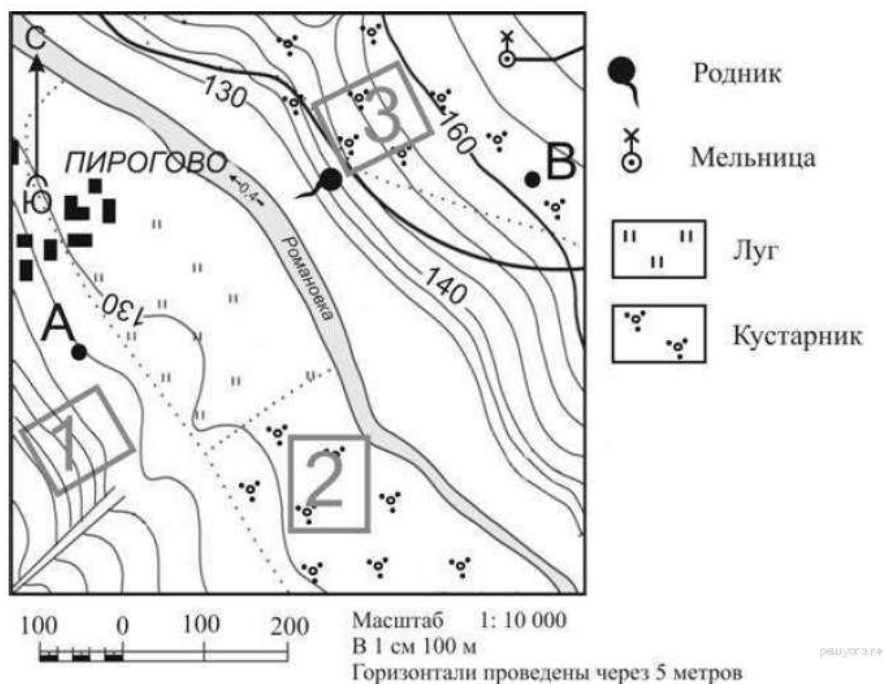 С
Ю
130
3
160
В
ПИРОГОВО
0,4
Романовка
140
130
А
1
2
Родник
Мельница
Луг
Кустарник
100 0 100 200
Масштаб 1: 10 000
В 1 см 100 м
Горизонтали проведены через 5 метров